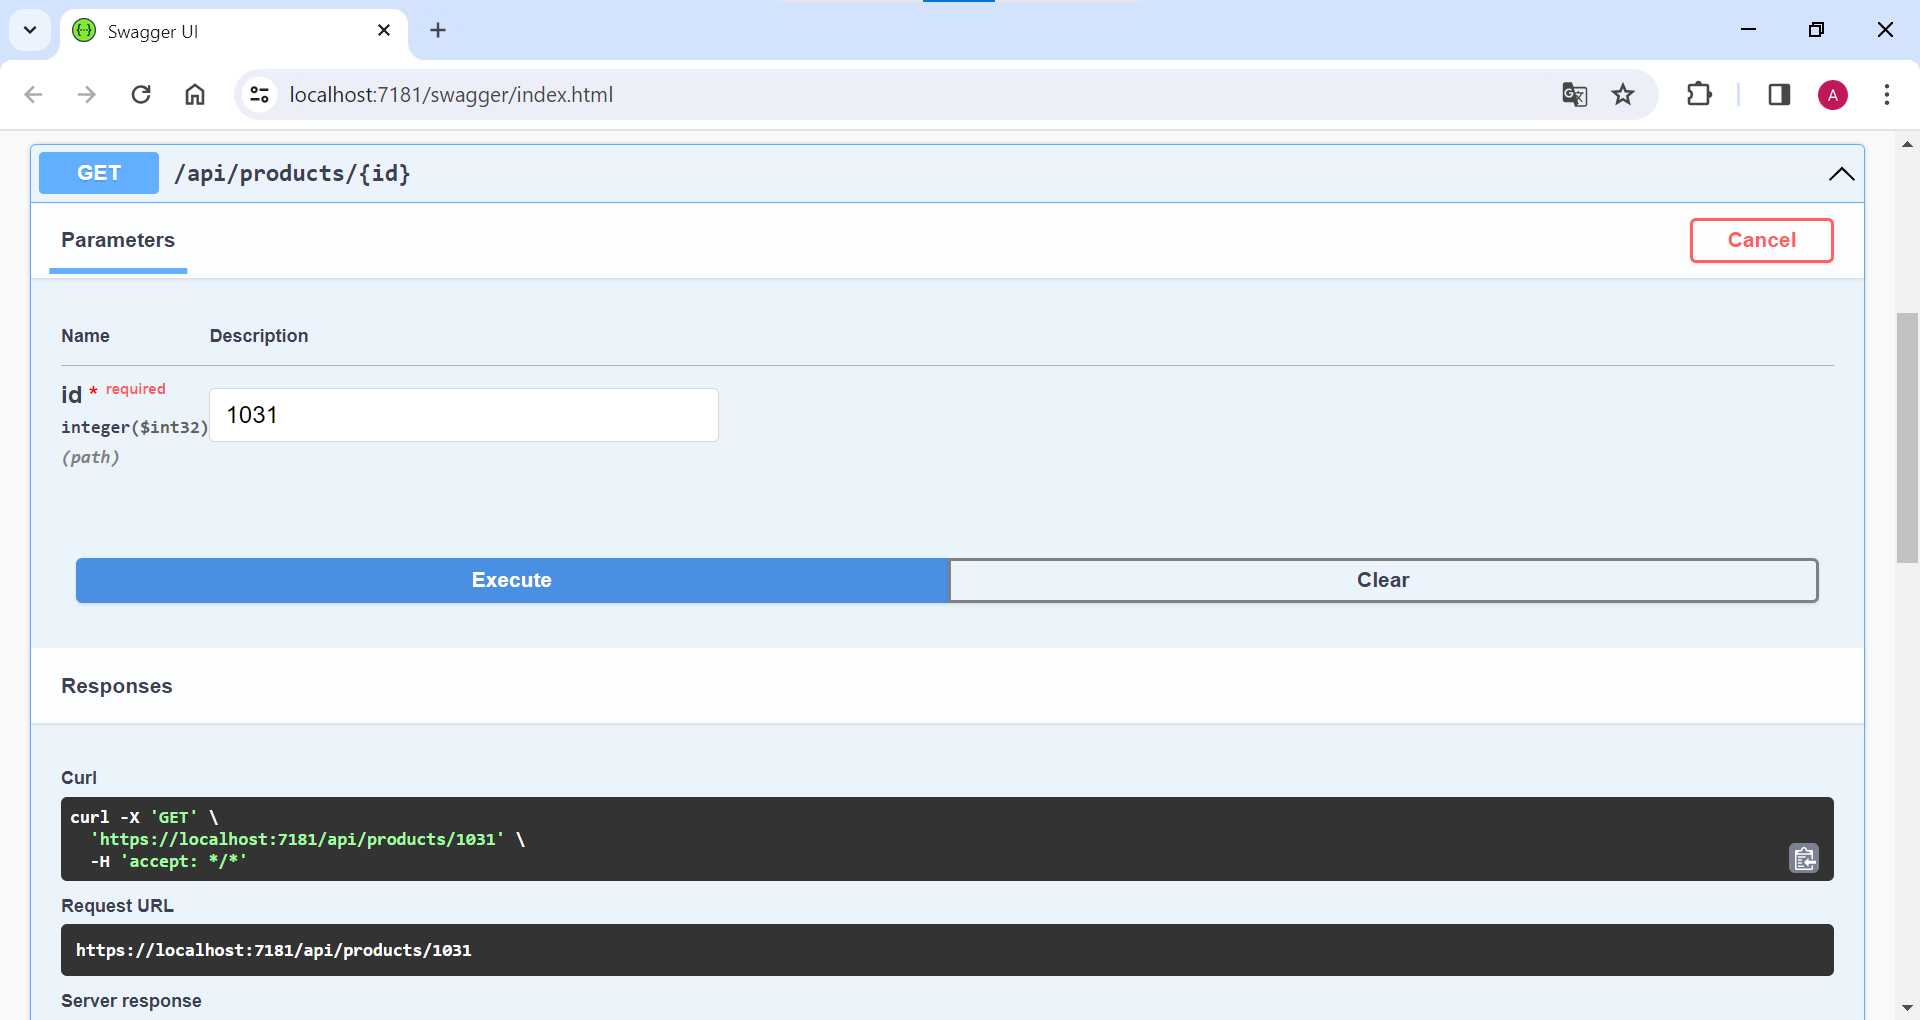 Swagger UI
localhost:7181/swagger/index.html
A
GET /api/products/{id}
Parameters
Cancel
Name Description
id * required
integer($int32)
(path)
1031
Execute
Clear
Responses
Curl
curl -X 'GET' \
'https://localhost:7181/api/products/1031' \
-H 'accept: */*'
Request URL
https://localhost:7181/api/products/1031
Server response